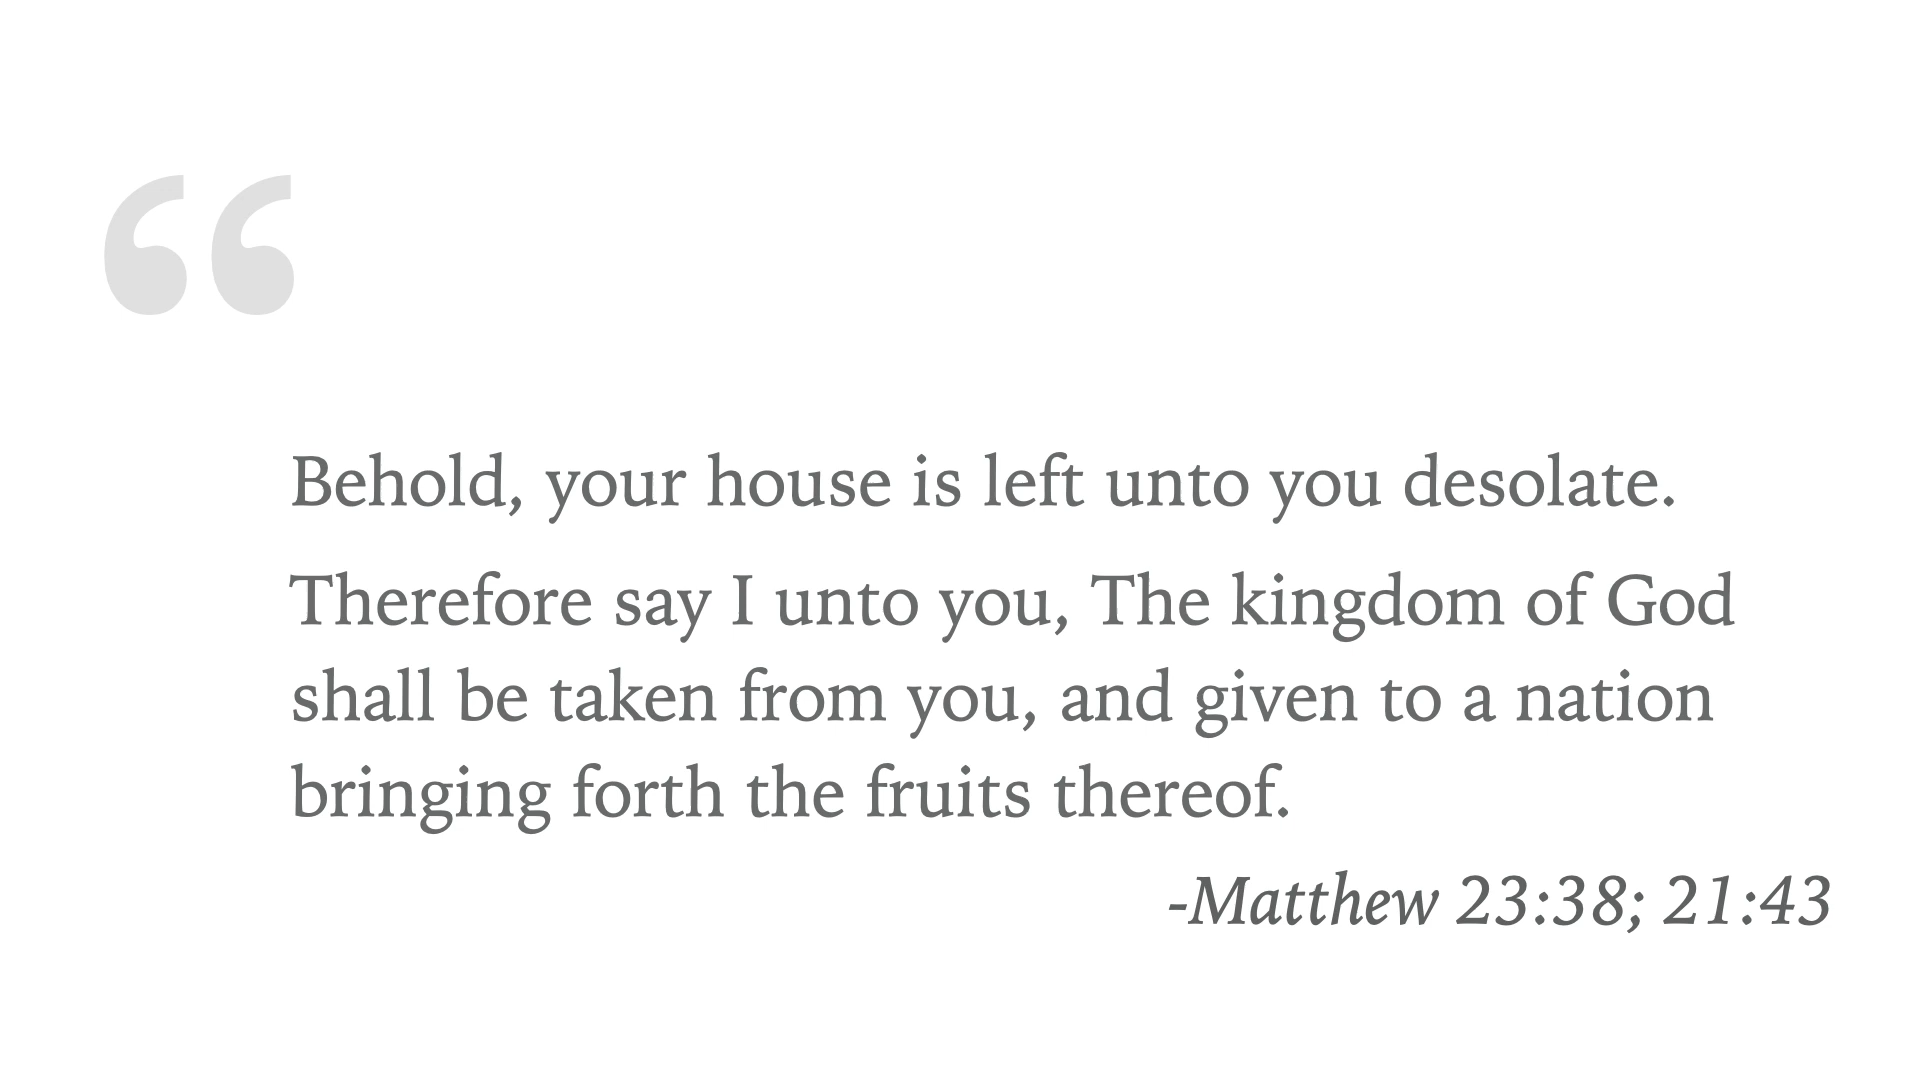 “
Behold, your house is left unto you desolate.
Therefore say I unto you, The kingdom of God
shall be taken from you, and given to a nation
bringing forth the fruits thereof.
-Matthew 23:38; 21:43